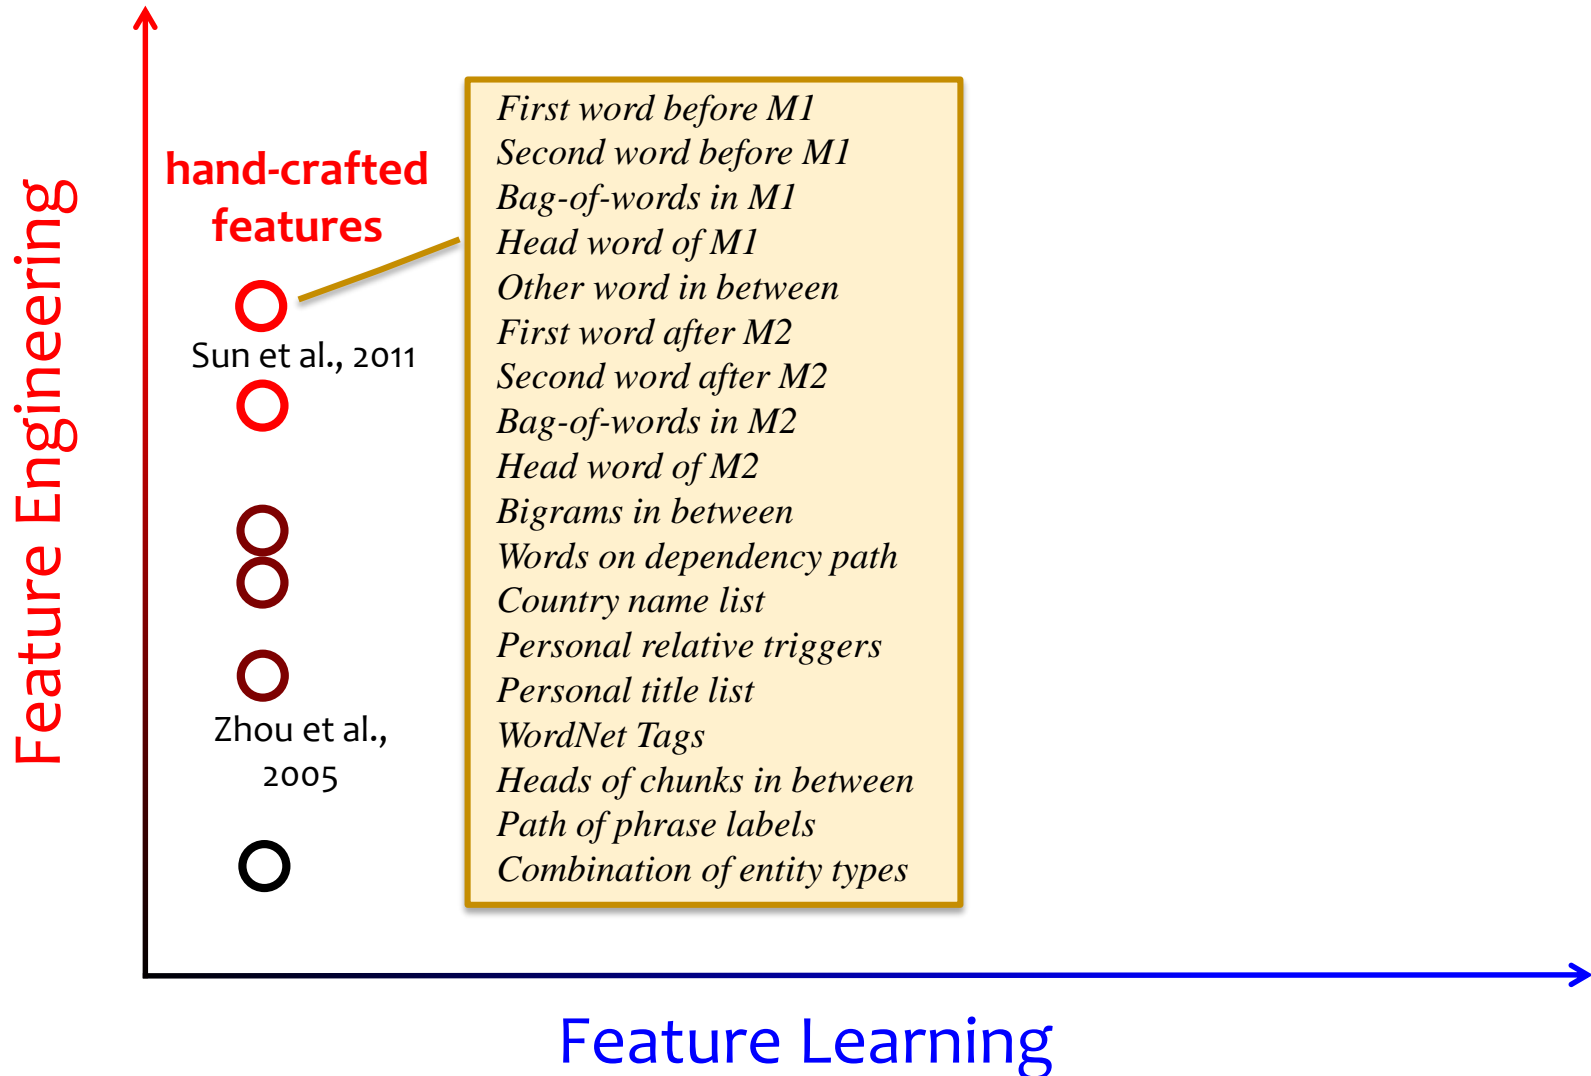 Feature Engineering
hand-crafted
features
Sun et al., 2011
Zhou et al.,
2005
First word before M1
Second word before M1
Bag-of-words in M1
Head word of M1
Other word in between
First word after M2
Second word after M2
Bag-of-words in M2
Head word of M2
Bigrams in between
Words on dependency path
Country name list
Personal relative triggers
Personal title list
WordNet Tags
Heads of chunks in between
Path of phrase labels
Combination of entity types
Feature Learning